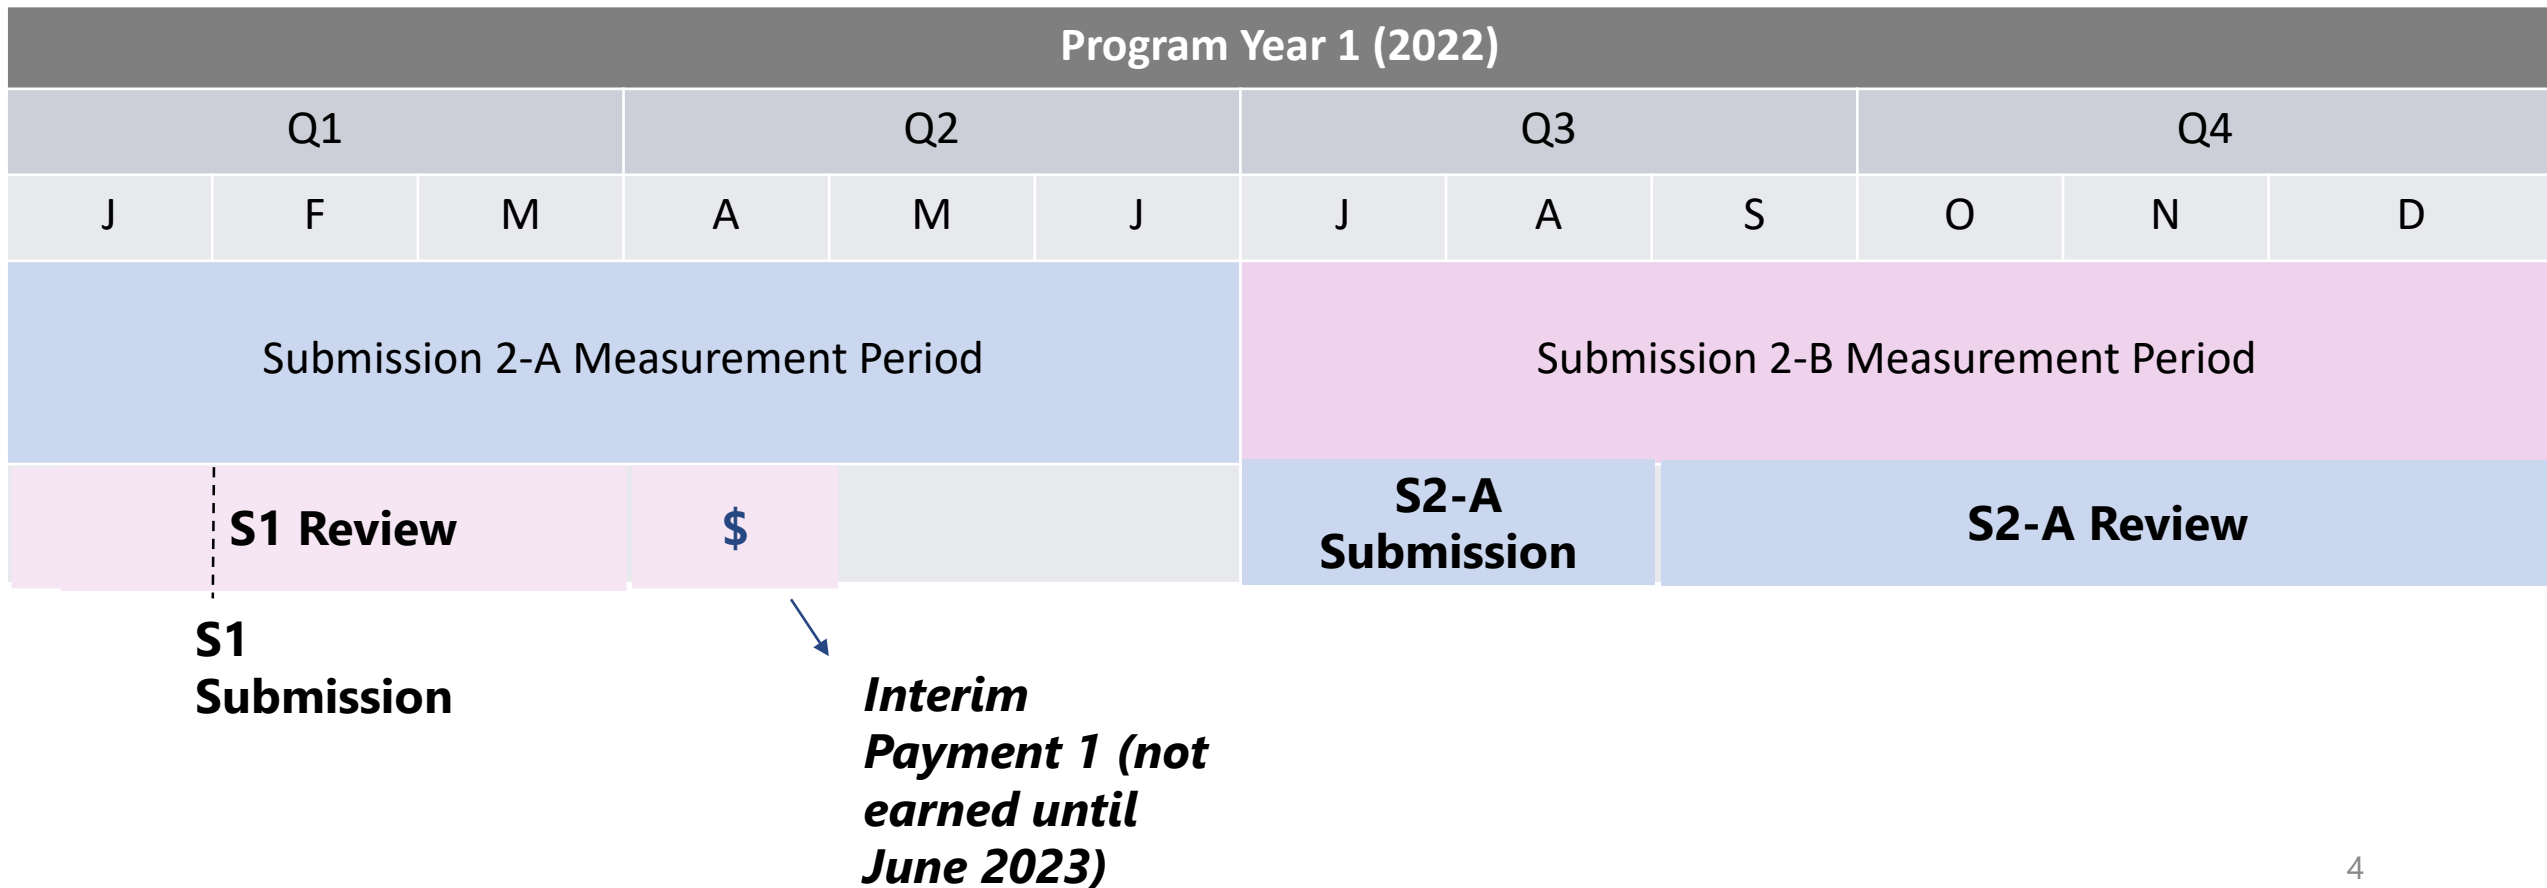 Program Year 1 (2022)
Q1 Q2 Q3 Q4
J F M A M J J A S O N D
Submission 2-A Measurement Period
Submission 2-B Measurement Period
S1 Review
$
S2-A
Submission
S2-A Review
S1
Submission
Interim
Payment 1 (not
earned until
June 2023)
4